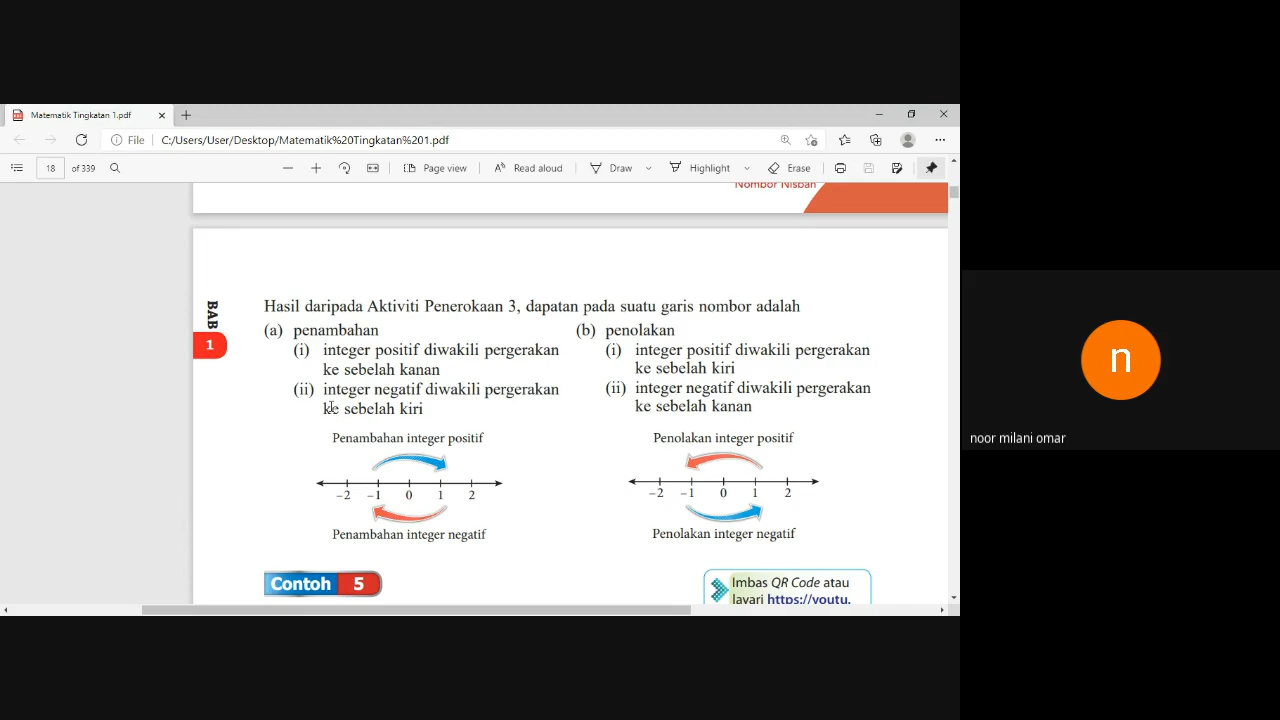 Matematik Tingkatan 1.pdf
File C:/Users/User/Desktop/Matematik%20Tingkatan%201.pdf
18 of 339 Page view Read aloud Draw Highlight Erase
Nombor Nisbah
BAB
1
Hasil daripada Aktiviti Penerokaan 3, dapatan pada suatu garis nombor adalah
(a) penambahan
(i) integer positif diwakili pergerakan
ke sebelah kanan
(ii) integer negatif diwakili pergerakan
ke sebelah kiri
Penambahan integer positif
−2 −1 0 1 2
Penambahan integer negatif
(b) penolakan
(i) integer positif diwakili pergerakan
ke sebelah kiri
(ii) integer negatif diwakili pergerakan
ke sebelah kanan
Penolakan integer positif
−2 −1 0 1 2
Penolakan integer negatif
Contoh 5
Imbas QR Code atau
layari https://youtu.
n
noor milani omar